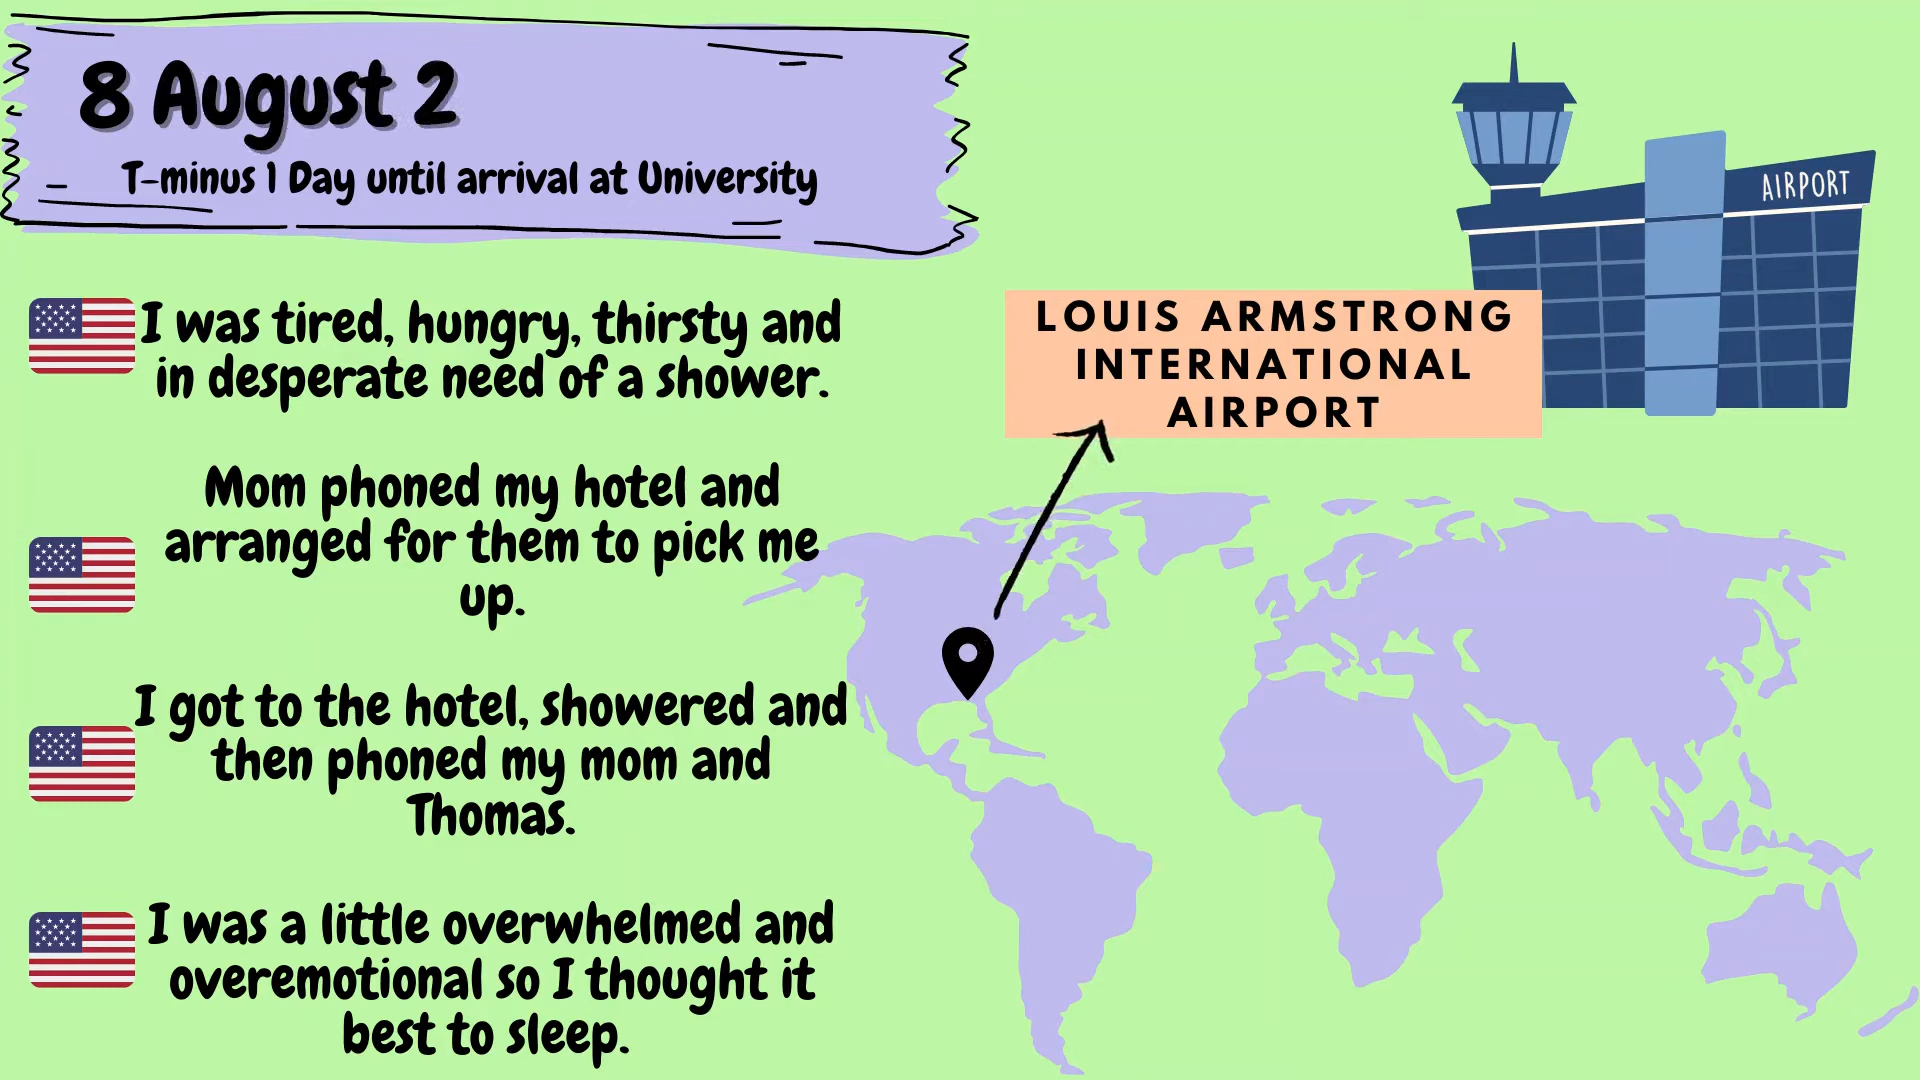 8 August 2
T-minus 1 Day until arrival at University
I was tired, hungry, thirsty and
in desperate need of a shower.
Mom phoned my hotel and
arranged for them to pick me
up.
I got to the hotel, showered and
then phoned my mom and
Thomas.
I was a little overwhelmed and
overemotional so I thought it
best to sleep.
AIRPORT
LOUIS ARMSTRONG
INTERNATIONAL
AIRPORT